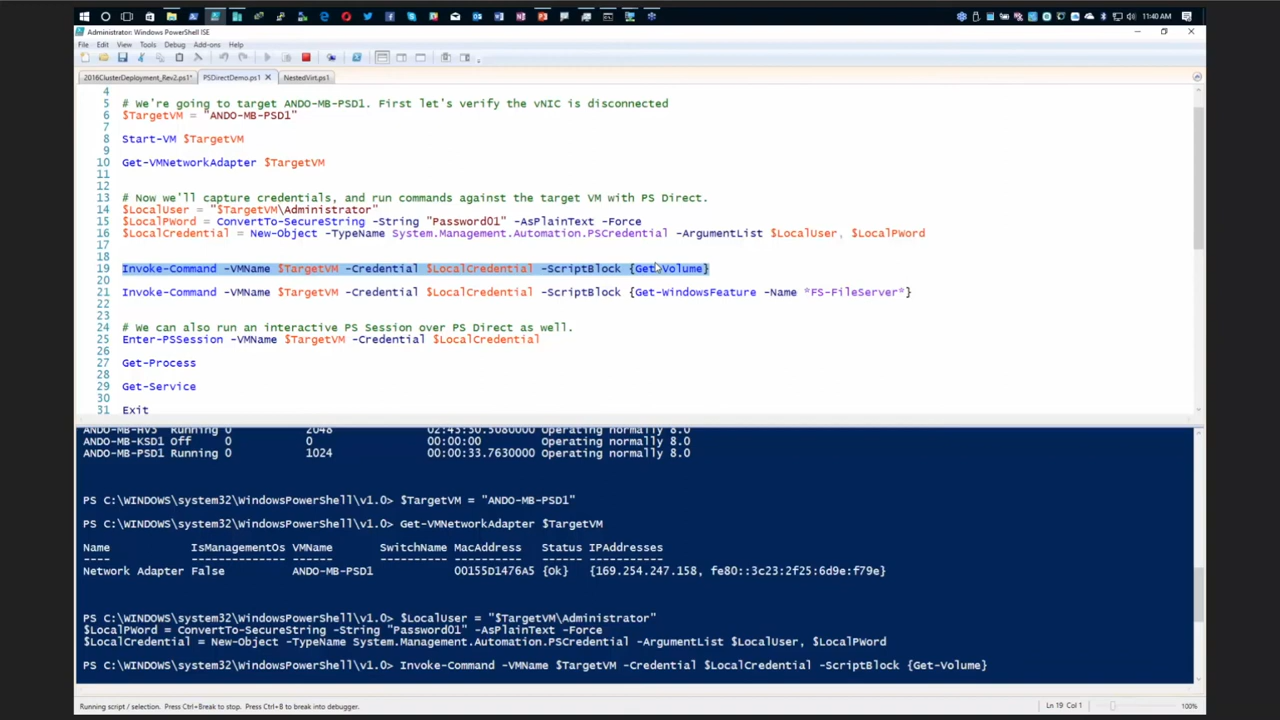 11:40 AM
Administrator: Windows PowerShell ISE
File Edit View Tools Debug Add-ons Help
2016ClusterDeployment_Rev2.ps1* PSDirectDemo.ps1 X NestedVirt.ps1
4
5 # We're going to target ANDO-MB-PSD1. First let's verify the vNIC is disconnected
6 $TargetVM = "ANDO-MB-PSD1"
7
8 Start-VM $TargetVM
9
10 Get-VMNetworkAdapter $TargetVM
11
12
13 # Now we'll capture credentials, and run commands against the target VM with PS Direct.
14 $LocalUser = "$TargetVM\Administrator"
15 $LocalPWord = ConvertTo-SecureString -String "Password01" -AsPlainText -Force
16 $LocalCredential = New-Object -TypeName System.Management.Automation.PSCredential -ArgumentList $LocalUser, $LocalPWord
17
18
19 Invoke-Command -VMName $TargetVM -Credential $LocalCredential -ScriptBlock {Get-Volume}
20
21 Invoke-Command -VMName $TargetVM -Credential $LocalCredential -ScriptBlock {Get-WindowsFeature -Name *FS-FileServer*}
22
23
24 # We can also run an interactive PS Session over PS Direct as well.
25 Enter-PSSession -VMName $TargetVM -Credential $LocalCredential
26
27 Get-Process
28
29 Get-Service
30
31 Exit
ANDO-MB-HV3 Running 0 2048 02:43:50.5080000 Operating normally 8.0
ANDO-MB-KSD1 Off 0 0 00:00:00 Operating normally 8.0
ANDO-MB-PSD1 Running 0 1024 00:00:33.7630000 Operating normally 8.0
PS C:\WINDOWS\system32\WindowsPowerShell\v1.0> $TargetVM = "ANDO-MB-PSD1"
PS C:\WINDOWS\system32\WindowsPowerShell\v1.0> Get-VMNetworkAdapter $TargetVM
Name IsManagementOs VMName SwitchName MacAddress Status IPAddresses
---- -------------- ------ ---------- ---------- ------ -----------
Network Adapter False ANDO-MB-PSD1 00155D1476A5 {Ok} {169.254.247.158, fe80::3c23:2f25:6d9e:f79e}
PS C:\WINDOWS\system32\WindowsPowerShell\v1.0> $LocalUser = "$TargetVM\Administrator"
$LocalPWord = ConvertTo-SecureString -String "Password01" -AsPlainText -Force
$LocalCredential = New-Object -TypeName System.Management.Automation.PSCredential -ArgumentList $LocalUser, $LocalPWord
PS C:\WINDOWS\system32\WindowsPowerShell\v1.0> Invoke-Command -VMName $TargetVM -Credential $LocalCredential -ScriptBlock {Get-Volume}
Running script / selection. Press Ctrl+Break to stop. Press Ctrl+B to break into debugger. Ln 19 Col 1 100%